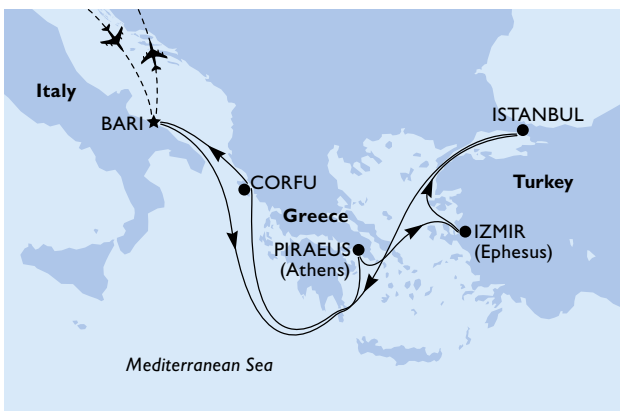 Italy
BARI
ISTANBUL
CORFU
Turkey
Greece
PIRAEUS
(Athens)
IZMIR
(Ephesus)
Mediterranean Sea